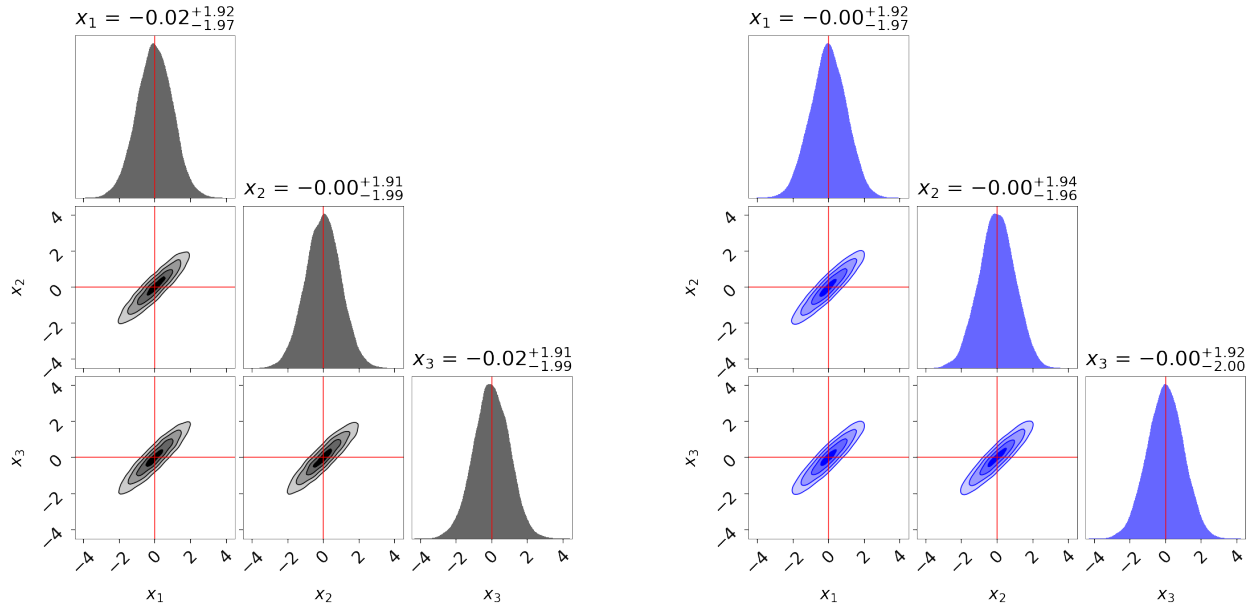 x₁ = −0.02 +1.92 −1.97
x₁ = −0.00 +1.92 −1.97
x₂ = −0.00 +1.91 −1.99
x₂ = −0.00 +1.94 −1.96
4
2
0
−2
−4
x₂
4
2
0
−2
−4
x₂
x₃ = −0.02 +1.91 −1.99
x₃ = −0.00 +1.92 −2.00
4
2
0
−2
−4
x₃
4
2
0
−2
−4
x₃
−4 −2 0 2 4
−4 −2 0 2 4
−4 −2 0 2 4
−4 −2 0 2 4
−4 −2 0 2 4
−4 −2 0 2 4
x₁ x₂ x₃
x₁ x₂ x₃